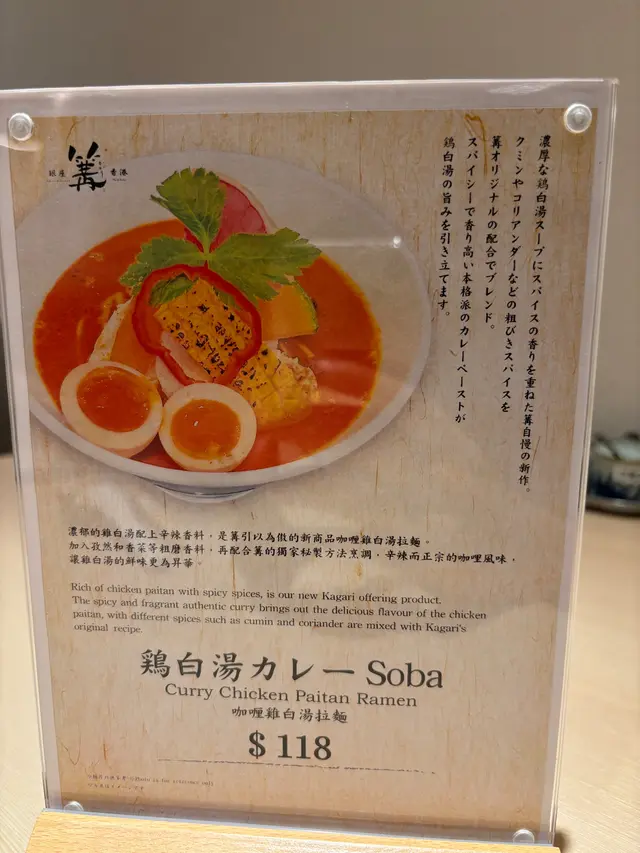 銀座
篝
香港
濃厚な鶏白湯スープにスパイスの香りを重ねた篝自慢の新作。
クミンやコリアンダーなどの粗びきスパイスを
篝オリジナルの配合でブレンド。
スパイシーで香り高い本格派のカレーペーストが
鶏白湯の旨みを引き立てます。
濃郁的雞白湯配上辛辣香料，是篝引以為傲的新商品咖喱雞白湯拉麵。
加入孜然和香菜等粗磨香料，再配合篝的獨家秘製方法烹調，辛辣而正宗的咖喱風味，
讓雞白湯的鮮味更為昇華。
Rich of chicken paitan with spicy spices, is our new Kagari offering product.
The spicy and fragrant authentic curry brings out the delicious flavour of the chicken
paitan, with different spices such as cumin and coriander are mixed with Kagari's
original recipe.
鶏白湯カレー Soba
Curry Chicken Paitan Ramen
咖喱雞白湯拉麵
$ 118